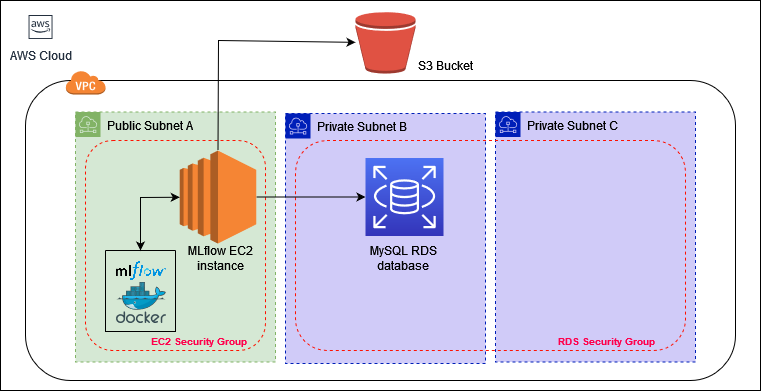 aws
AWS Cloud
S3 Bucket
VPC
Public Subnet A
Private Subnet B
Private Subnet C
MLflow EC2
instance
MySQL RDS
database
mlflow
docker
EC2 Security Group
RDS Security Group